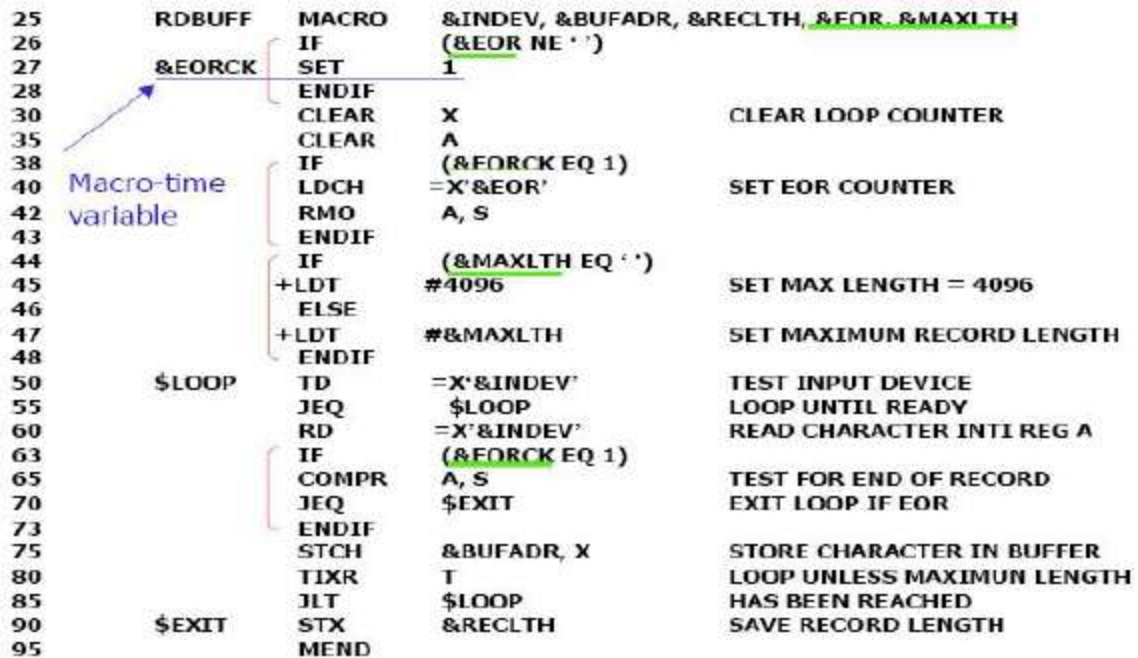 25 RDBUFF MACRO &INDEV, &BUFADR, &RECLTH, &EOR, &MAXLTH
26 IF (&EOR NE ‘ ’)
27 &EORCK SET 1
28 ENDIF
30 CLEAR X CLEAR LOOP COUNTER
35 CLEAR A
38 IF (&EORCK EQ 1)
40 LDCH =X’&EOR’ SET EOR COUNTER
42 RMO A, S
43 ENDIF
Macro-time
variable
44 IF (&MAXLTH EQ ‘ ’)
45 +LDT #4096 SET MAX LENGTH = 4096
46 ELSE
47 +LDT #&MAXLTH SET MAXIMUM RECORD LENGTH
48 ENDIF
50 $LOOP TD =X‘&INDEV’ TEST INPUT DEVICE
55 JEQ $LOOP LOOP UNTIL READY
60 RD =X’&INDEV’ READ CHARACTER INTI REG A
63 IF (&EORCK EQ 1)
65 COMPR A, S TEST FOR END OF RECORD
70 JEQ $EXIT EXIT LOOP IF EOR
73 ENDIF
75 STCH &BUFADR, X STORE CHARACTER IN BUFFER
80 TIXR T LOOP UNLESS MAXIMUN LENGTH
85 JLT $LOOP HAS BEEN REACHED
90 $EXIT STX &RECLTH SAVE RECORD LENGTH
95 MEND